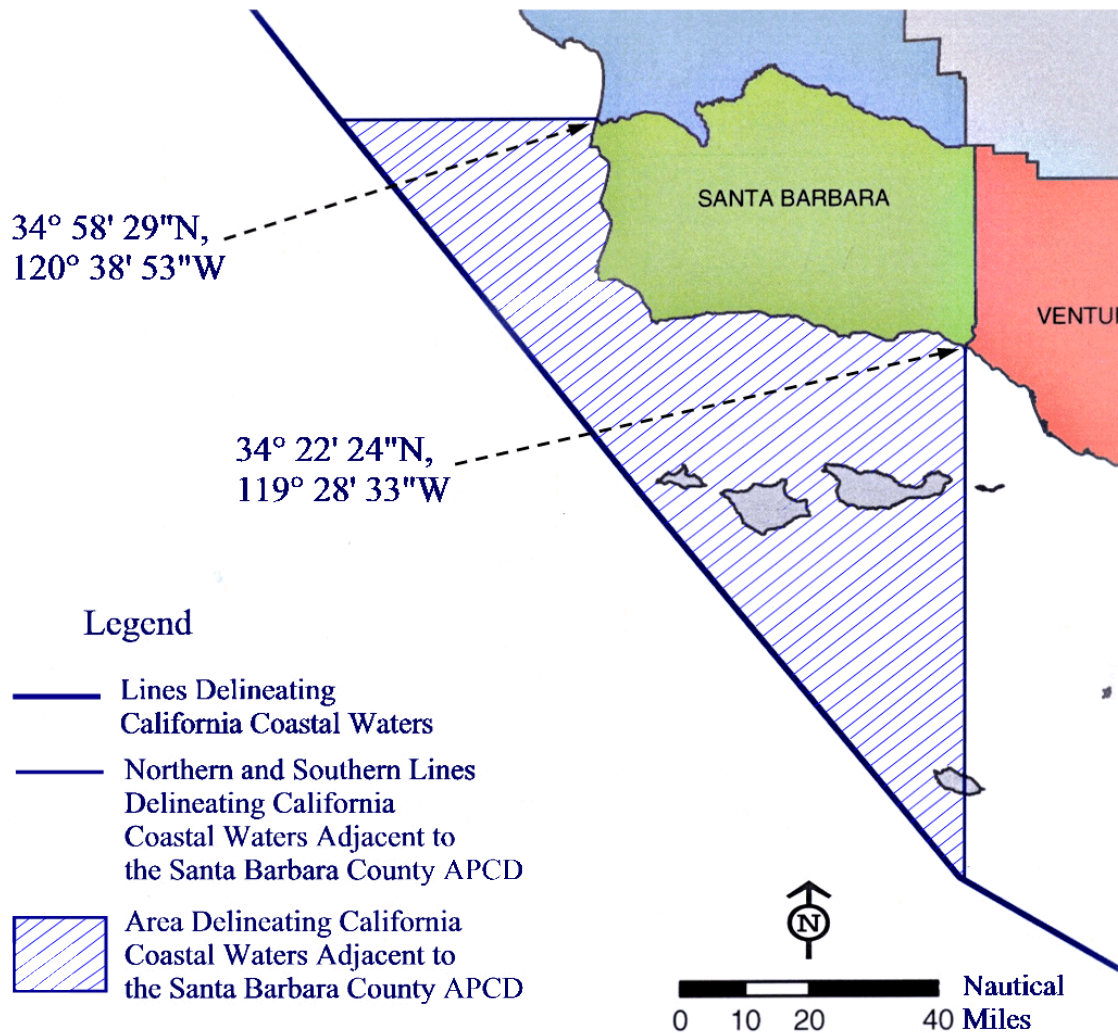 SANTA BARBARA
34° 58' 29"N,
120° 38' 53"W
VENTU
34° 22' 24"N,
119° 28' 33"W
Legend
Lines Delineating
California Coastal Waters
Northern and Southern Lines
Delineating California
Coastal Waters Adjacent to
the Santa Barbara County APCD
Area Delineating California
Coastal Waters Adjacent to
the Santa Barbara County APCD
N
Nautical
Miles
0 10 20 40